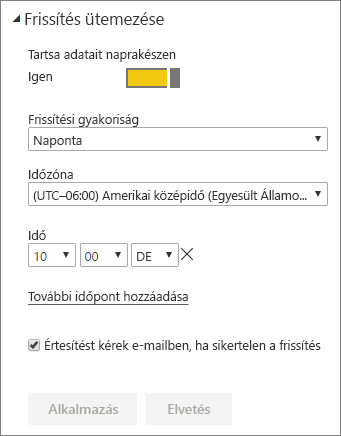 Frissítés ütemezése
Tartsa adatait naprakészen
Igen
Frissítési gyakoriság
Naponta
Időzóna
(UTC–06:00) Amerikai középidő (Egyesült Államo...
Idő
10 00 DE
További időpont hozzáadása
Értesítést kérek e-mailben, ha sikertelen a frissítés
Alkalmazás Elvetés